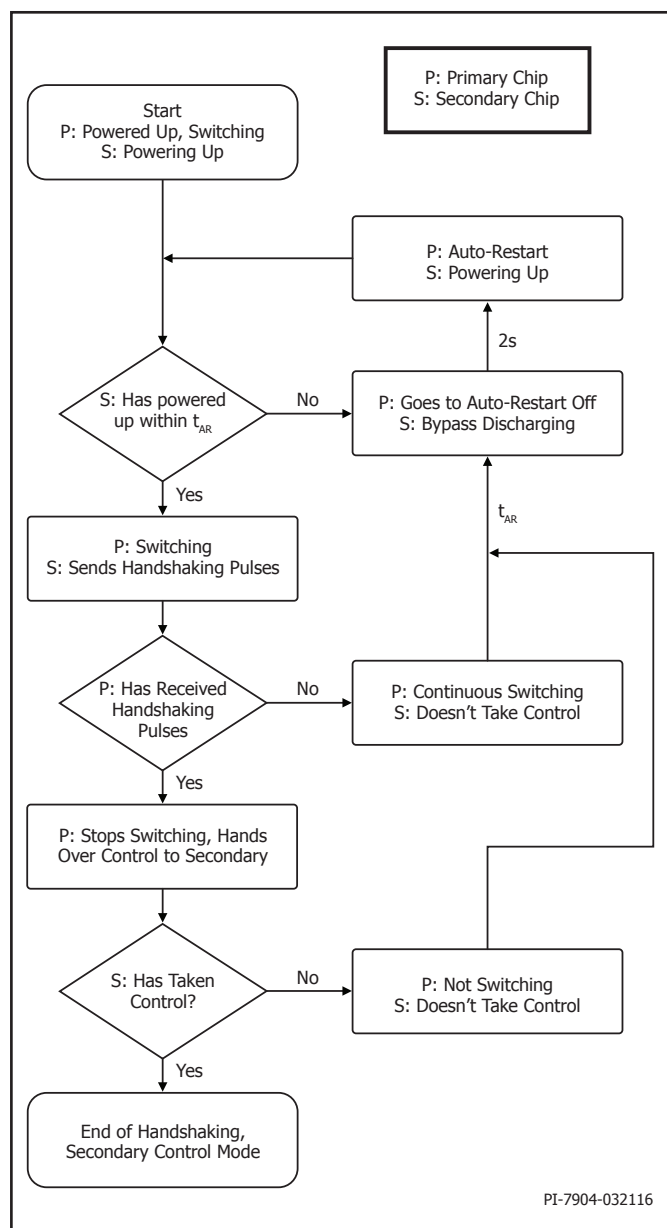 P: Primary Chip
S: Secondary Chip
Start
P: Powered Up, Switching
S: Powering Up
P: Auto-Restart
S: Powering Up
2s
S: Has powered
up within tAR
No
P: Goes to Auto-Restart Off
S: Bypass Discharging
Yes
tAR
P: Switching
S: Sends Handshaking Pulses
P: Has Received
Handshaking
Pulses
No
P: Continuous Switching
S: Doesn't Take Control
Yes
P: Stops Switching, Hands
Over Control to Secondary
S: Has Taken
Control?
No
P: Not Switching
S: Doesn't Take Control
Yes
End of Handshaking,
Secondary Control Mode
PI-7904-032116